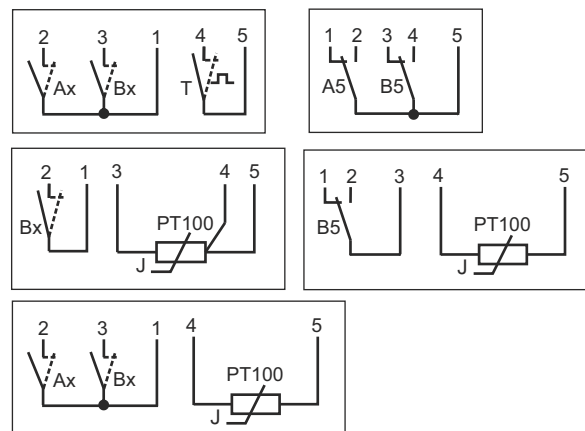 2 3 1 4 5
Ax Bx T
1 2 3 4 5
A5 B5
2 1 3 4 5
Bx PT100
J
1 2 3 4 5
B5 PT100
J
2 3 1 4 5
Ax Bx PT100
J